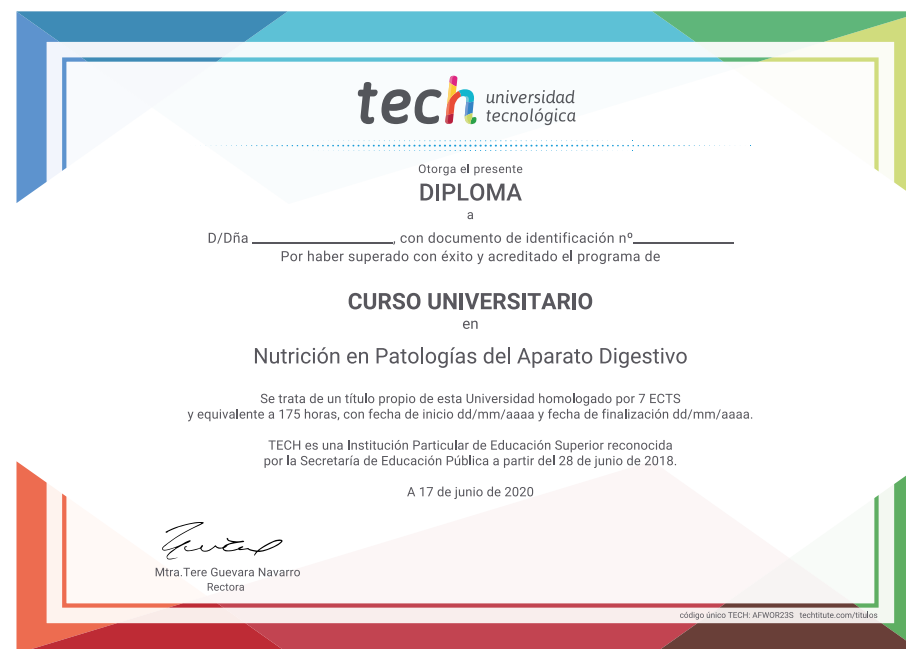 tech universidad
tecnológica
Otorga el presente
DIPLOMA
a
D/Dña ____________________, con documento de identificación nº______________
Por haber superado con éxito y acreditado el programa de
CURSO UNIVERSITARIO
en
Nutrición en Patologías del Aparato Digestivo
Se trata de un título propio de esta Universidad homologado por 7 ECTS
y equivalente a 175 horas, con fecha de inicio dd/mm/aaaa y fecha de finalización dd/mm/aaaa.
TECH es una Institución Particular de Educación Superior reconocida
por la Secretaría de Educación Pública a partir del 28 de junio de 2018.
A 17 de junio de 2020
Mtra.Tere Guevara Navarro
Rectora
código único TECH: AFWOR23S techtitute.com/titulos